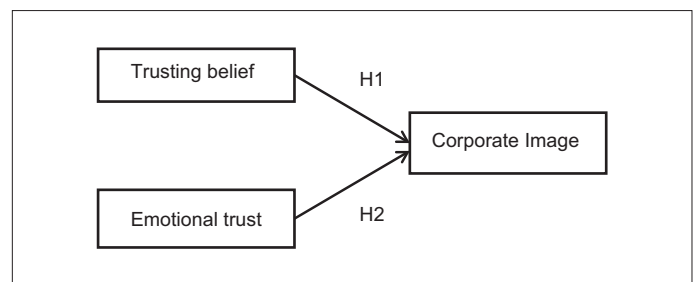 Trusting belief
H1
Corporate Image
Emotional trust
H2